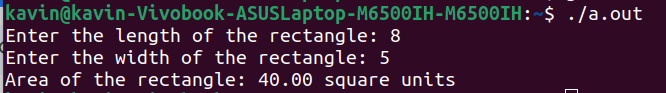 kavin@kavin-Vivobook-ASUSLaptop-M6500IH-M6500IH:~$ ./a.out
Enter the length of the rectangle: 8
Enter the width of the rectangle: 5
Area of the rectangle: 40.00 square units